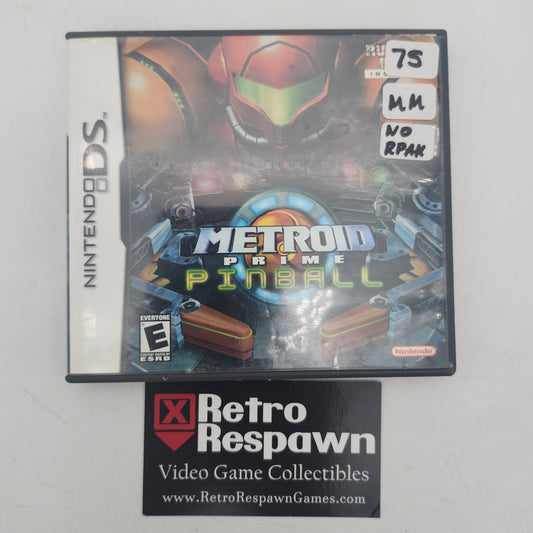 75
MM
NO
RPAK
NINTENDO DS™
METROID
PRIME
PINBALL
EVERYONE
E
CONTENT RATED BY
ESRB
Nintendo
Retro
Respawn
Video Game Collectibles
www.RetroRespawnGames.com